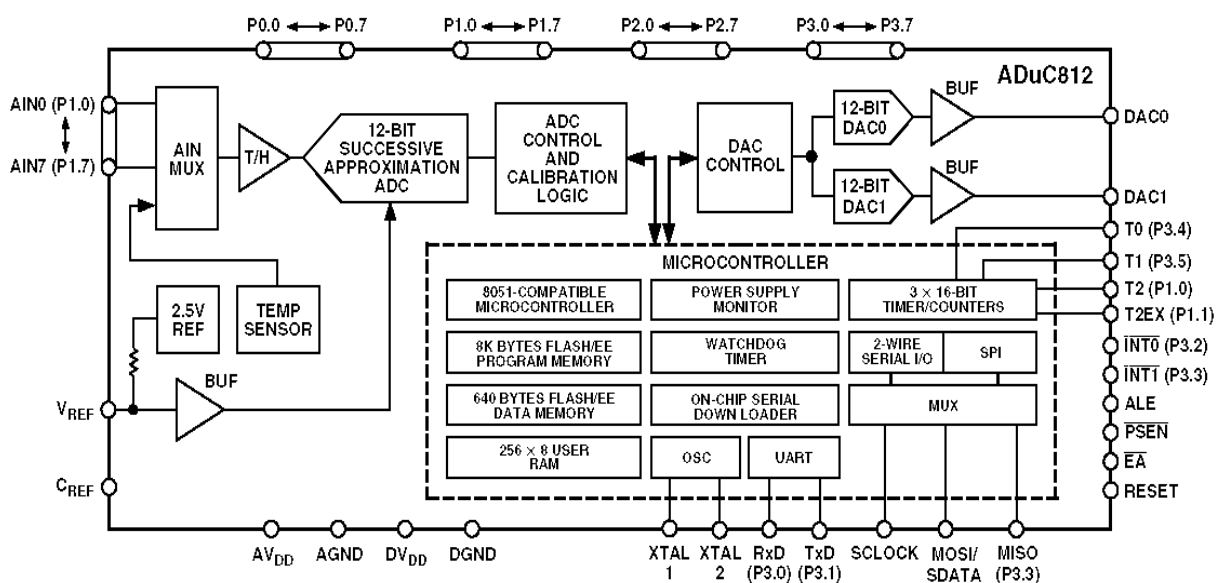 P0.0 P0.7
P1.0 P1.7
P2.0 P2.7
P3.0 P3.7
ADuC812
AIN0 (P1.0)
AIN7 (P1.7)
AIN
MUX
T/H
12-BIT
SUCCESSIVE
APPROXIMATION
ADC
ADC
CONTROL
AND
CALIBRATION
LOGIC
DAC
CONTROL
12-BIT
DAC0
BUF
DAC0
12-BIT
DAC1
BUF
DAC1
T0 (P3.4)
T1 (P3.5)
T2 (P1.0)
T2EX (P1.1)
INT0 (P3.2)
INT1 (P3.3)
ALE
PSEN
EA
RESET
2.5V
REF
TEMP
SENSOR
BUF
VREF
CREF
MICROCONTROLLER
8051-COMPATIBLE
MICROCONTROLLER
POWER SUPPLY
MONITOR
3 × 16-BIT
TIMER/COUNTERS
8K BYTES FLASH/EE
PROGRAM MEMORY
WATCHDOG
TIMER
2-WIRE
SERIAL I/O
SPI
640 BYTES FLASH/EE
DATA MEMORY
ON-CHIP SERIAL
DOWN LOADER
MUX
256 × 8 USER
RAM
OSC
UART
AVDD
AGND
DVDD
DGND
XTAL
1
XTAL
2
RxD
(P3.0)
TxD
(P3.1)
SCLOCK
MOSI/
SDATA
MISO
(P3.3)